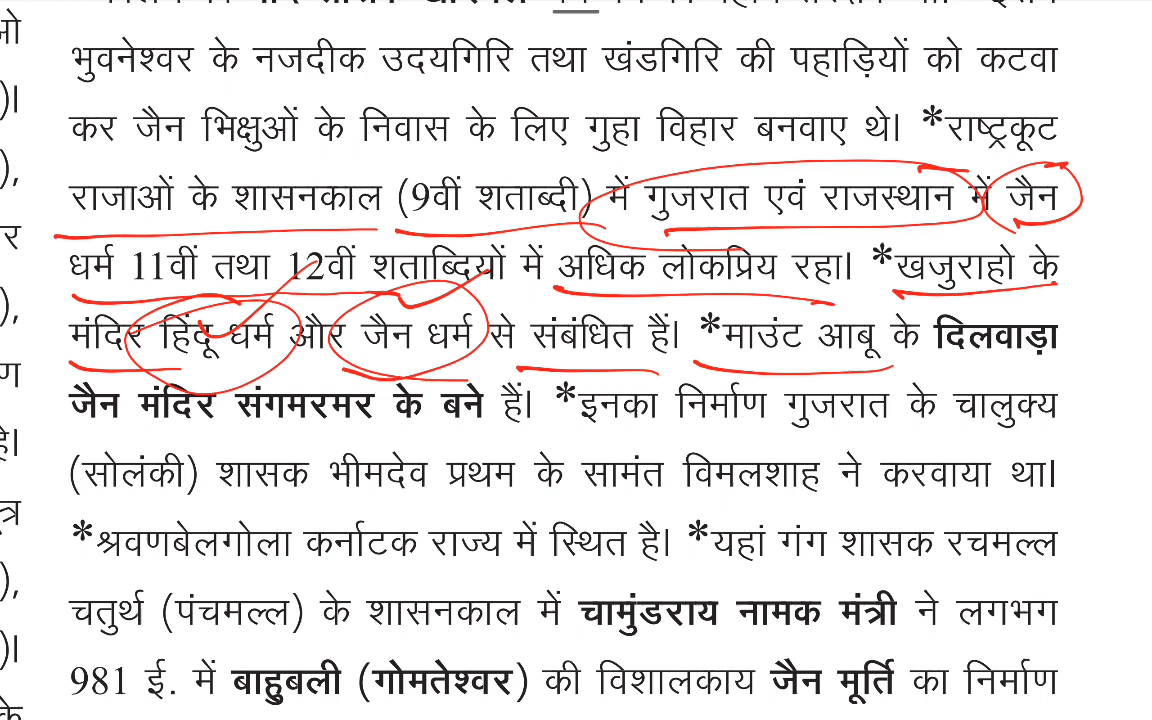 भुवनेश्वर के नजदीक उदयगिरि तथा खंडगिरि की पहाड़ियों को कटवा
कर जैन भिक्षुओं के निवास के लिए गुहा विहार बनवाए थे। *राष्ट्रकूट
राजाओं के शासनकाल (9वीं शताब्दी) में गुजरात एवं राजस्थान में जैन
धर्म 11वीं तथा 12वीं शताब्दियों में अधिक लोकप्रिय रहा। *खजुराहो के
मंदिर हिंदू धर्म और जैन धर्म से संबंधित हैं। *माउंट आबू के दिलवाड़ा
जैन मंदिर संगमरमर के बने हैं। *इनका निर्माण गुजरात के चालुक्य
(सोलंकी) शासक भीमदेव प्रथम के सामंत विमलशाह ने करवाया था।
*श्रवणबेलगोला कर्नाटक राज्य में स्थित है। *यहां गंग शासक रचमल्ल
चतुर्थ (पंचमल्ल) के शासनकाल में चामुंडराय नामक मंत्री ने लगभग
981 ई. में बाहुबली (गोमतेश्वर) की विशालकाय जैन मूर्ति का निर्माण